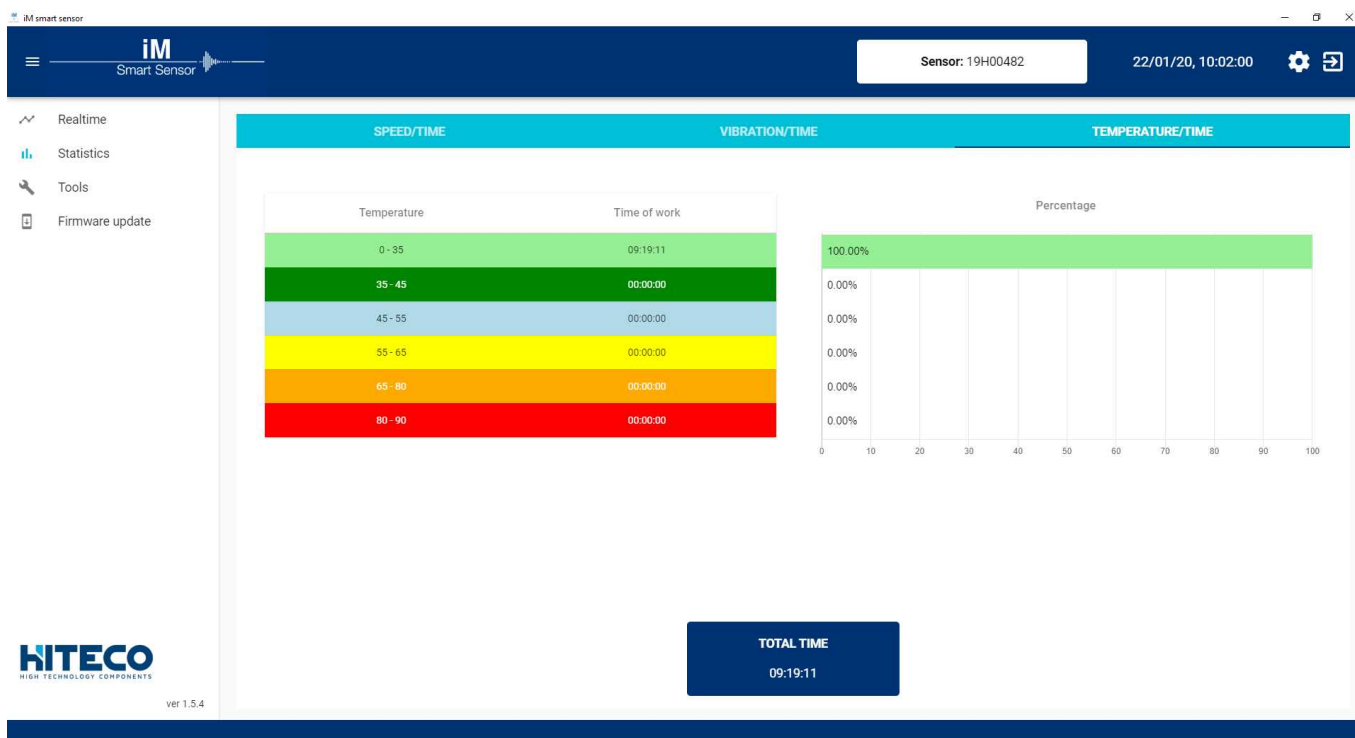 iM smart sensor
iM
Smart Sensor
Sensor: 19H00482
22/01/20, 10:02:00
Realtime
Statistics
Tools
Firmware update
SPEED/TIME VIBRATION/TIME TEMPERATURE/TIME
Temperature Time of work
0 - 35 09:19:11
35 - 45 00:00:00
45 - 55 00:00:00
55 - 65 00:00:00
65 - 80 00:00:00
80 - 90 00:00:00
Percentage
100.00%
0.00%
0.00%
0.00%
0.00%
0.00%
0 10 20 30 40 50 60 70 80 90 100
TOTAL TIME
09:19:11
HITECO
HIGH TECHNOLOGY COMPONENTS
ver 1.5.4